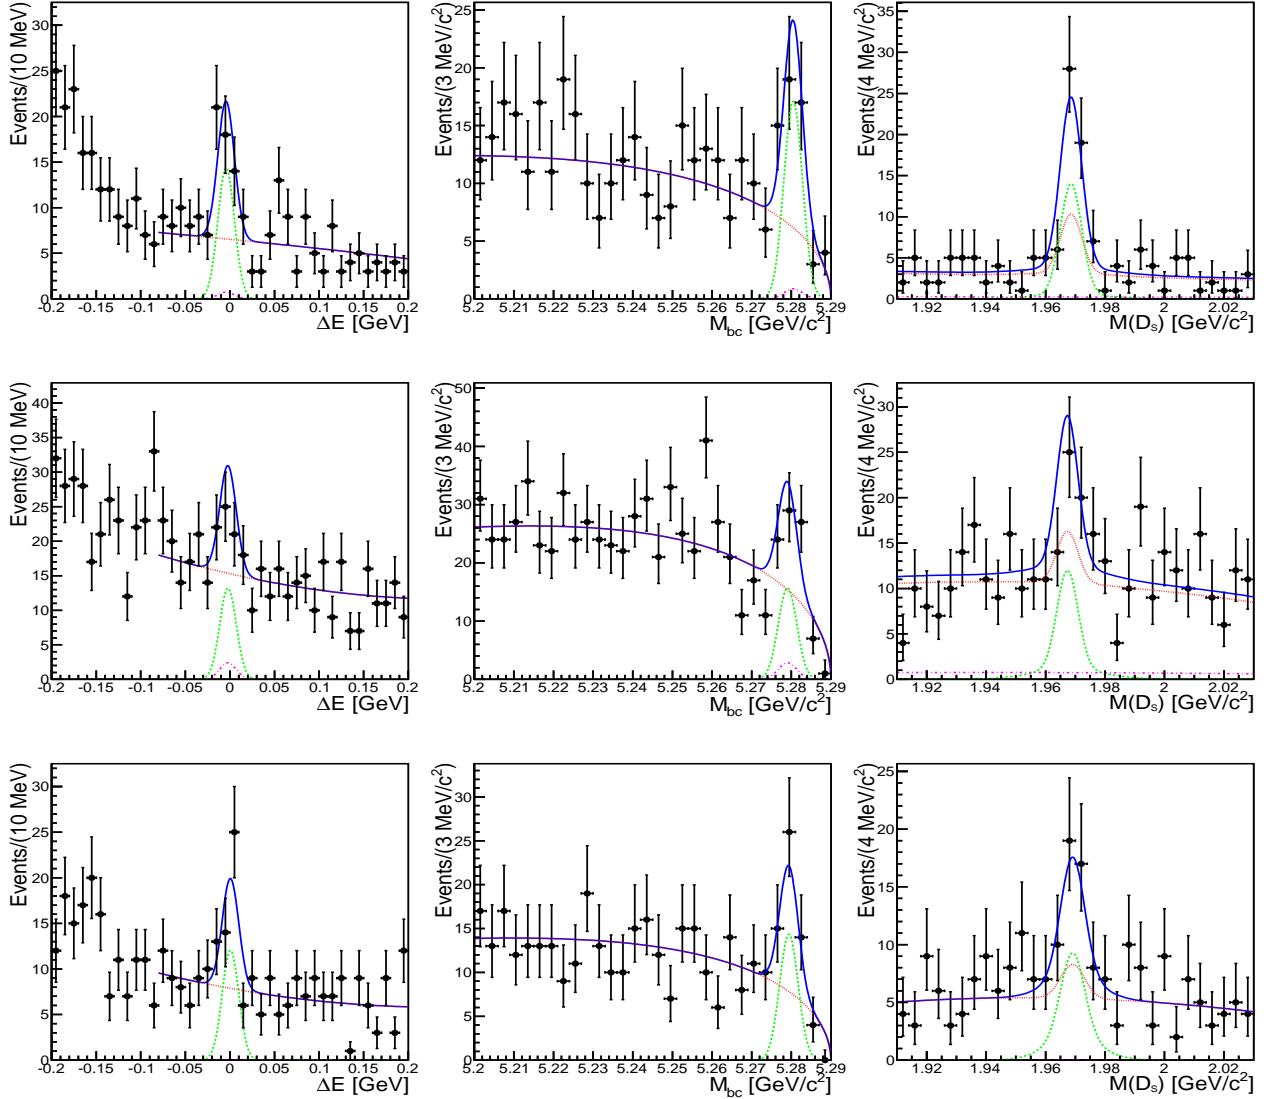 Events/(10 MeV)
30
25
20
15
10
5
0
-0.2 -0.15 -0.1 -0.05 0 0.05 0.1 0.15 0.2
ΔE [GeV]
Events/(3 MeV/c²)
25
20
15
10
5
0
5.2 5.21 5.22 5.23 5.24 5.25 5.26 5.27 5.28 5.29
M_bc [GeV/c²]
Events/(4 MeV/c²)
35
30
25
20
15
10
5
0
1.92 1.94 1.96 1.98 2 2.02
M(D_s) [GeV/c²]
Events/(10 MeV)
40
35
30
25
20
15
10
5
0
-0.2 -0.15 -0.1 -0.05 0 0.05 0.1 0.15 0.2
ΔE [GeV]
Events/(3 MeV/c²)
50
40
30
20
10
0
5.2 5.21 5.22 5.23 5.24 5.25 5.26 5.27 5.28 5.29
M_bc [GeV/c²]
Events/(4 MeV/c²)
30
25
20
15
10
5
0
1.92 1.94 1.96 1.98 2 2.02
M(D_s) [GeV/c²]
Events/(10 MeV)
30
25
20
15
10
5
0
-0.2 -0.15 -0.1 -0.05 0 0.05 0.1 0.15 0.2
ΔE [GeV]
Events/(3 MeV/c²)
30
25
20
15
10
5
0
5.2 5.21 5.22 5.23 5.24 5.25 5.26 5.27 5.28 5.29
M_bc [GeV/c²]
Events/(4 MeV/c²)
25
20
15
10
5
0
1.92 1.94 1.96 1.98 2 2.02
M(D_s) [GeV/c²]